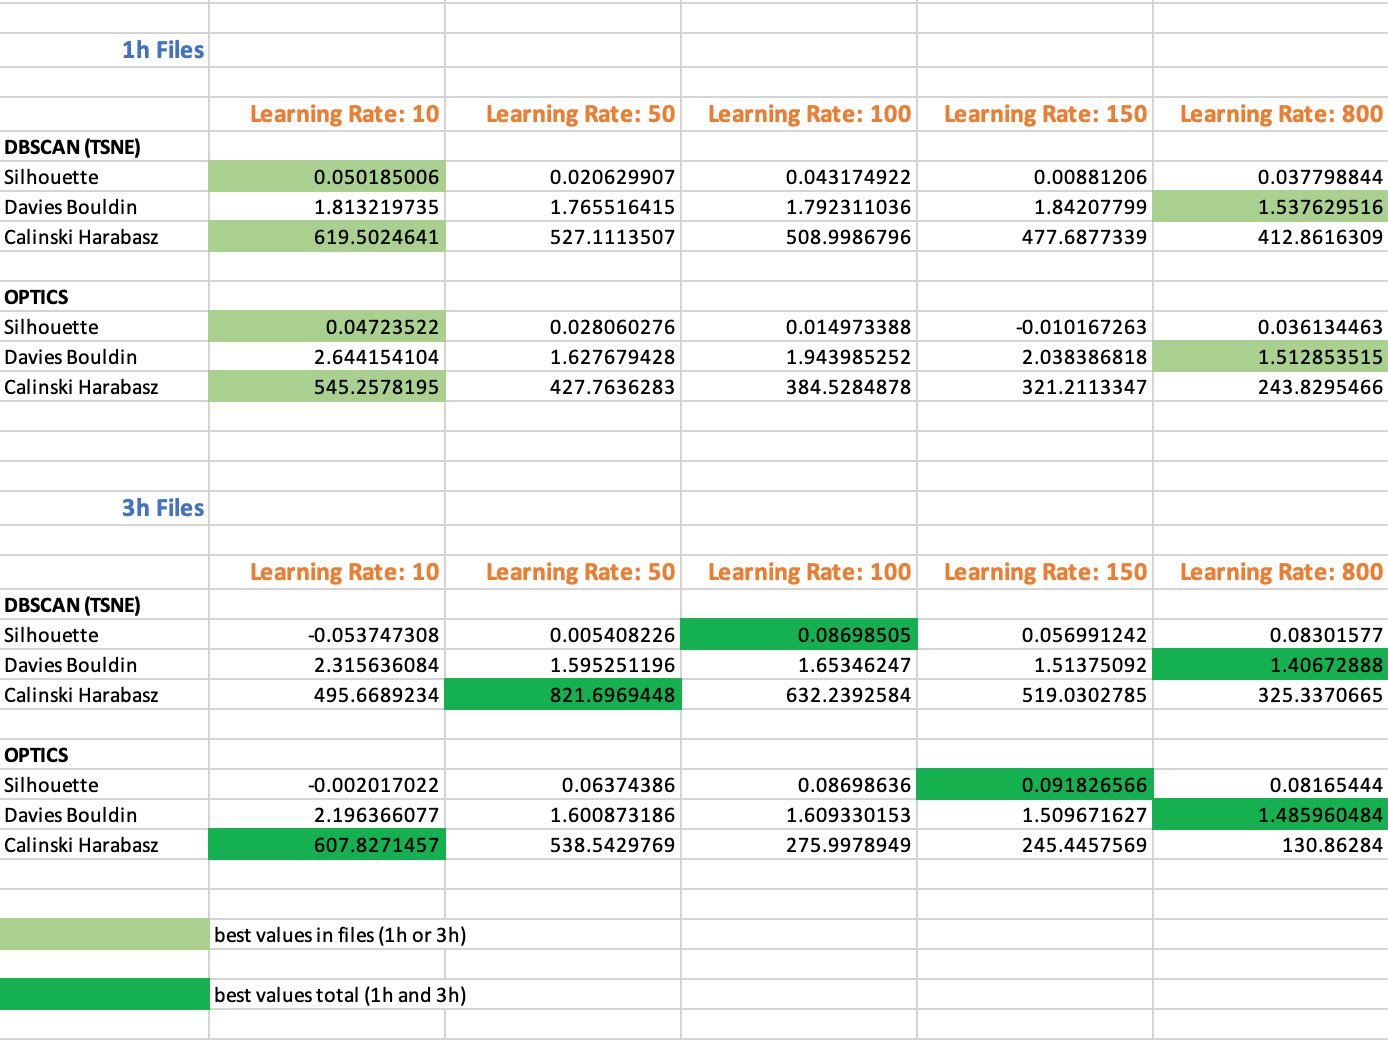 1h Files
Learning Rate: 10 Learning Rate: 50 Learning Rate: 100 Learning Rate: 150 Learning Rate: 800
DBSCAN (TSNE)
Silhouette 0.050185006 0.020629907 0.043174922 0.00881206 0.037798844
Davies Bouldin 1.813219735 1.765516415 1.792311036 1.84207799 1.537629516
Calinski Harabasz 619.5024641 527.1113507 508.9986796 477.6877339 412.8616309
OPTICS
Silhouette 0.04723522 0.028060276 0.014973388 -0.010167263 0.036134463
Davies Bouldin 2.644154104 1.627679428 1.943985252 2.038386818 1.512853515
Calinski Harabasz 545.2578195 427.7636283 384.5284878 321.2113347 243.8295466
3h Files
Learning Rate: 10 Learning Rate: 50 Learning Rate: 100 Learning Rate: 150 Learning Rate: 800
DBSCAN (TSNE)
Silhouette -0.053747308 0.005408226 0.08698505 0.056991242 0.08301577
Davies Bouldin 2.315636084 1.595251196 1.65346247 1.51375092 1.40672888
Calinski Harabasz 495.6689234 821.6969448 632.2392584 519.0302785 325.3370665
OPTICS
Silhouette -0.002017022 0.06374386 0.08698636 0.091826566 0.08165444
Davies Bouldin 2.196366077 1.600873186 1.609330153 1.509671627 1.485960484
Calinski Harabasz 607.8271457 538.5429769 275.9978949 245.4457569 130.86284
best values in files (1h or 3h)
best values total (1h and 3h)